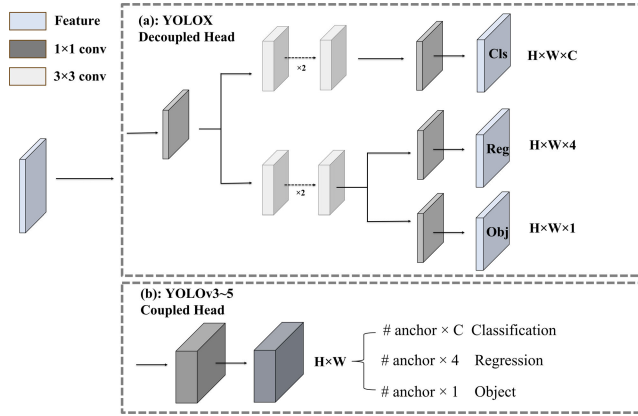 Feature
1×1 conv
3×3 conv
(a): YOLOX
Decoupled Head
×2
Cls
H×W×C
×2
Reg
H×W×4
Obj
H×W×1
(b): YOLOv3~5
Coupled Head
H×W
# anchor × C Classification
# anchor × 4 Regression
# anchor × 1 Object